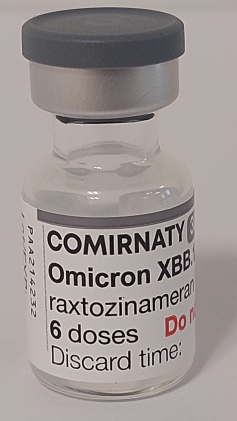 COMIRNATY
Omicron XBB.
raxtozinameran
6 doses Do
Discard time:
PAA214232